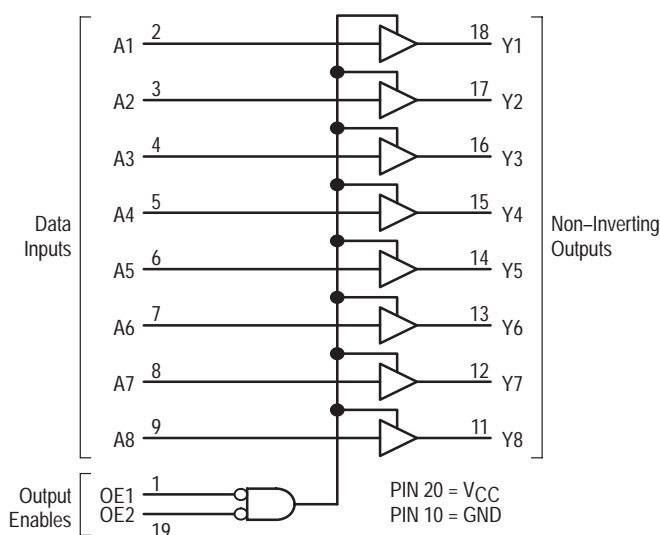 A1 2 18 Y1
A2 3 17 Y2
A3 4 16 Y3
A4 5 15 Y4
Data
Inputs
Non–Inverting
Outputs
A5 6 14 Y5
A6 7 13 Y6
A7 8 12 Y7
A8 9 11 Y8
Output
Enables
OE1 1
OE2 19
PIN 20 = VCC
PIN 10 = GND